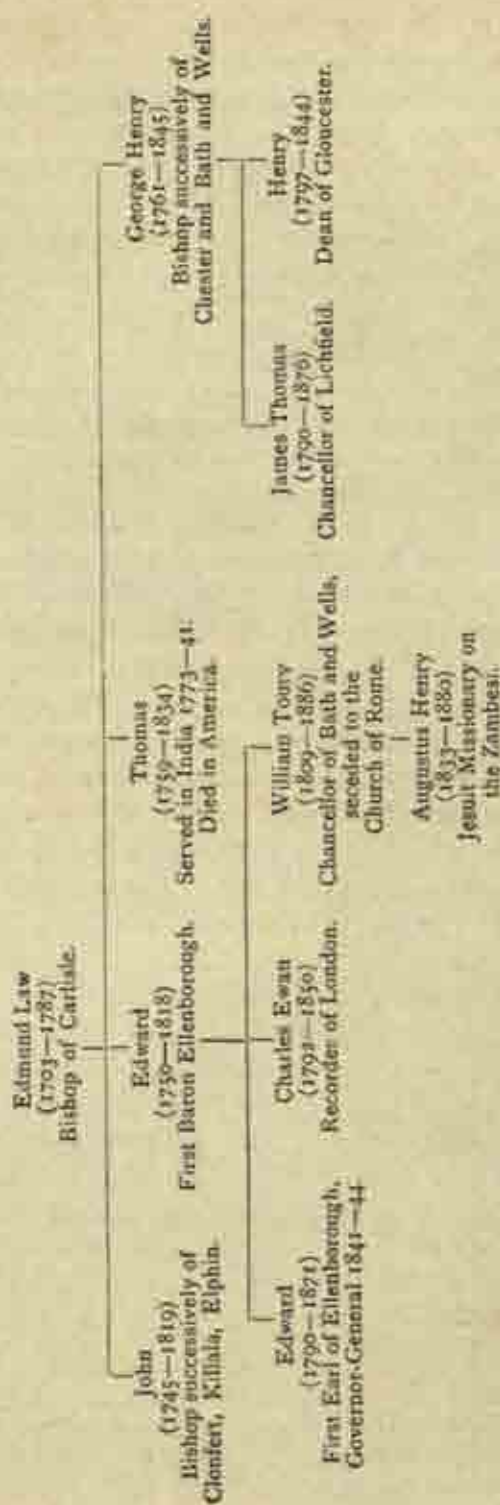 Edmund Law
(1703—1787)
Bishop of Carlisle.
John
(1745—1819)
Bishop successively of
Clonfert, Killala, Elphin.
Edward
(1750—1818)
First Baron Ellenborough.
Thomas
(1759—1834)
Served in India 1773—41:
Died in America.
George Henry
(1761—1845)
Bishop successively of
Chester and Bath and Wells.
Edward
(1790—1871)
First Earl of Ellenborough,
Governor-General 1841—44
Charles Ewan
(1792—1850)
Recorder of London.
William Toury
(1809—1886)
Chancellor of Bath and Wells,
seceded to the
Church of Rome.
James Thomas
(1790—1876)
Chancellor of Lichfield.
Henry
(1797—1844)
Dean of Gloucester.
Augustus Henry
(1833—1880)
Jesuit Missionary on
the Zambesi.